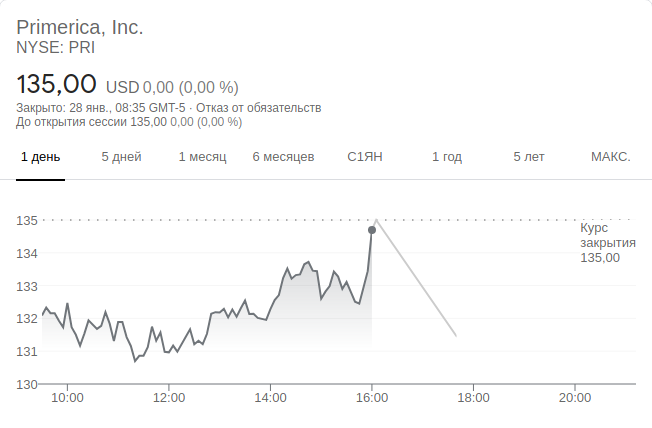 Primerica, Inc.
NYSE: PRI
135,00 USD 0,00 (0,00 %)
Закрыто: 28 янв., 08:35 GMT-5 · Отказ от обязательств
До открытия сессии 135,00 0,00 (0,00 %)
1 день 5 дней 1 месяц 6 месяцев С1ЯН 1 год 5 лет МАКС.
135
Курс
закрытия
135,00
134
133
132
131
130
10:00 12:00 14:00 16:00 18:00 20:00